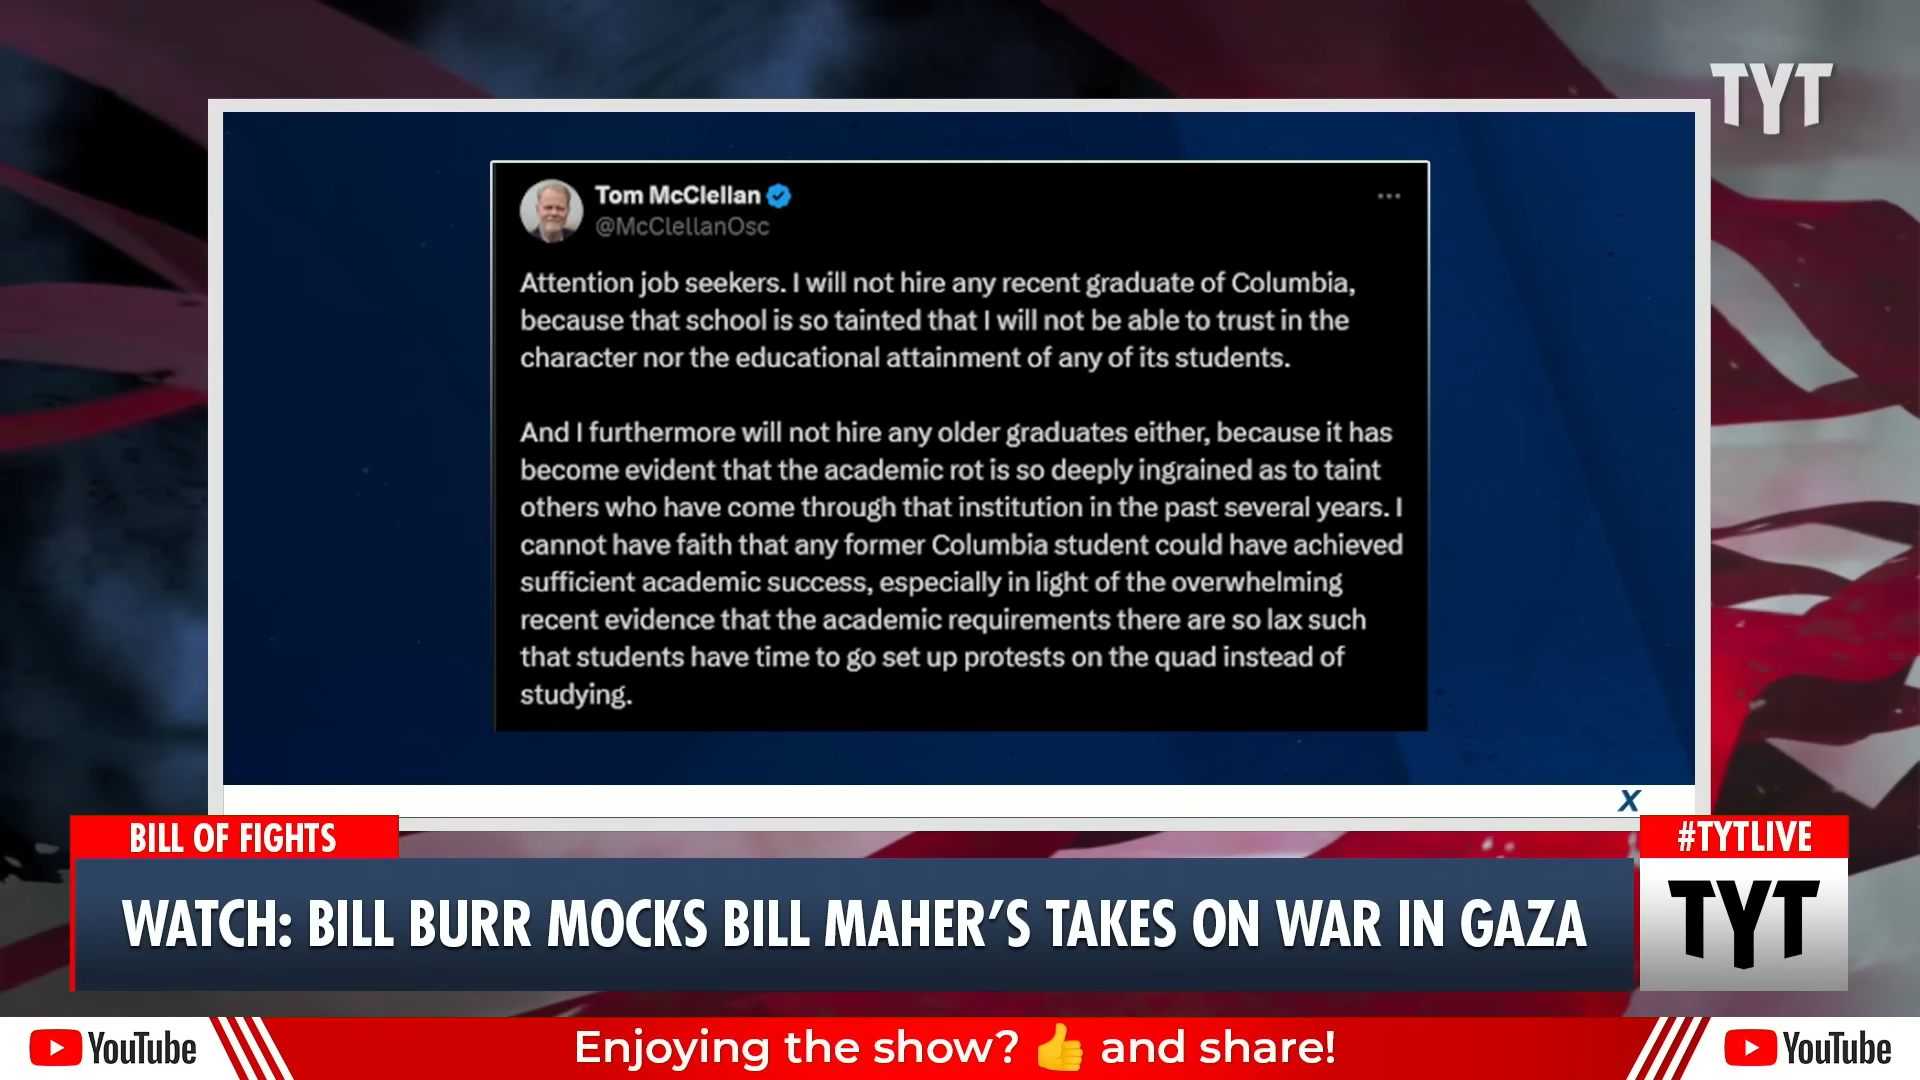 TYT
Tom McClellan
@McClellanOsc
Attention job seekers. I will not hire any recent graduate of Columbia,
because that school is so tainted that I will not be able to trust in the
character nor the educational attainment of any of its students.
And I furthermore will not hire any older graduates either, because it has
become evident that the academic rot is so deeply ingrained as to taint
others who have come through that institution in the past several years. I
cannot have faith that any former Columbia student could have achieved
sufficient academic success, especially in light of the overwhelming
recent evidence that the academic requirements there are so lax such
that students have time to go set up protests on the quad instead of
studying.
X
BILL OF FIGHTS
#TYTLIVE
WATCH: BILL BURR MOCKS BILL MAHER’S TAKES ON WAR IN GAZA
TYT
YouTube
Enjoying the show? 👍 and share!
YouTube